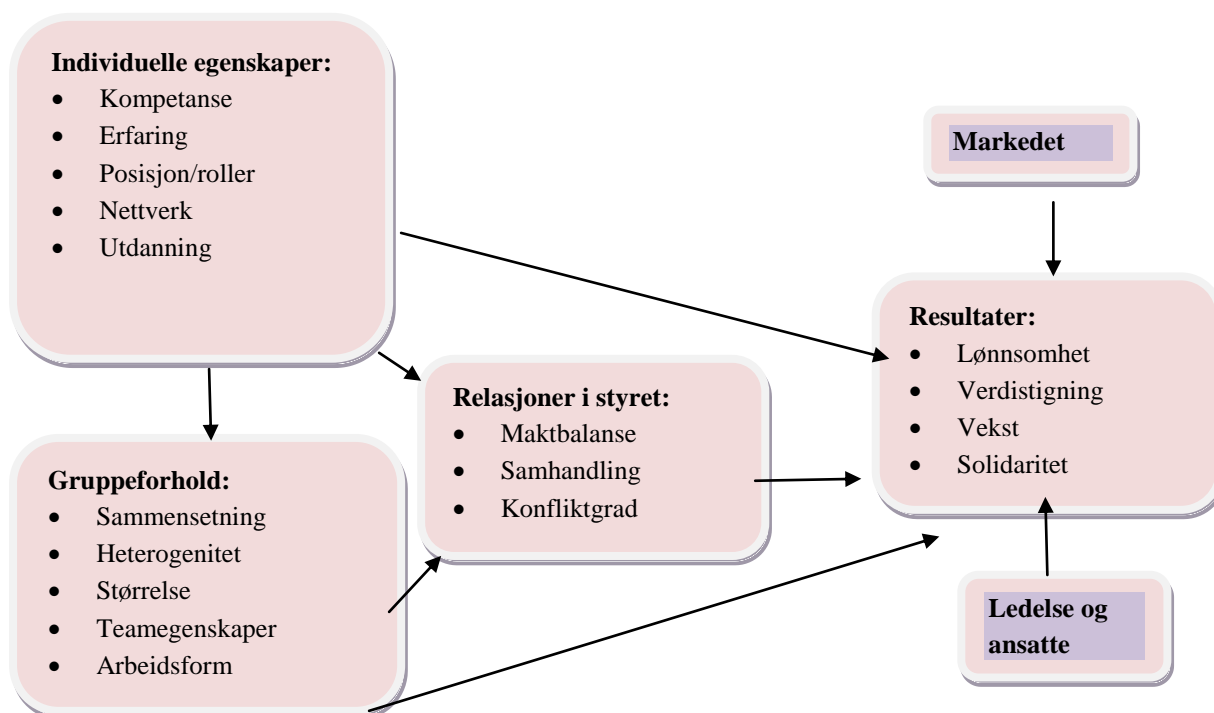 Individuelle egenskaper:
• Kompetanse
• Erfaring
• Posisjon/roller
• Nettverk
• Utdanning
Markedet
Gruppeforhold:
• Sammensetning
• Heterogenitet
• Størrelse
• Teamegenskaper
• Arbeidsform
Relasjoner i styret:
• Maktbalanse
• Samhandling
• Konfliktgrad
Resultater:
• Lønnsomhet
• Verdistigning
• Vekst
• Solidaritet
Ledelse og
ansatte